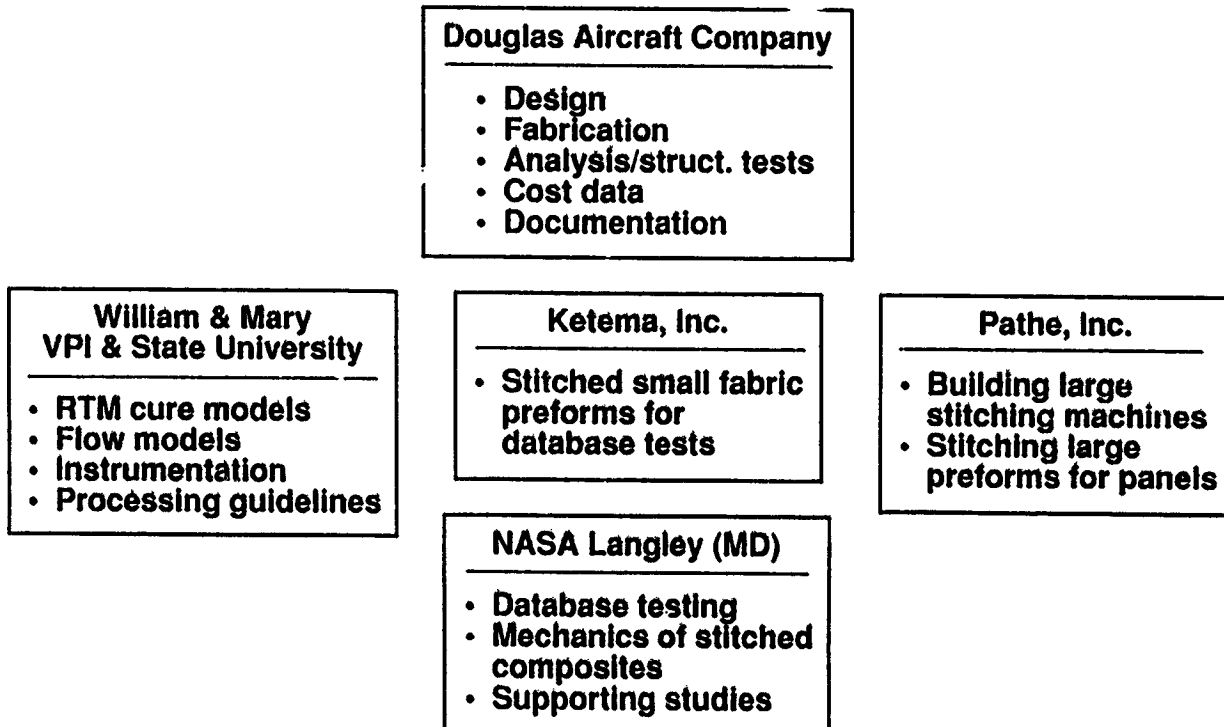 Douglas Aircraft Company
• Design
• Fabrication
• Analysis/struct. tests
• Cost data
• Documentation
William & Mary
VPI & State University
• RTM cure models
• Flow models
• Instrumentation
• Processing guidelines
Ketema, Inc.
• Stitched small fabric
preforms for
database tests
Pathe, Inc.
• Building large
stitching machines
• Stitching large
preforms for panels
NASA Langley (MD)
• Database testing
• Mechanics of stitched
composites
• Supporting studies